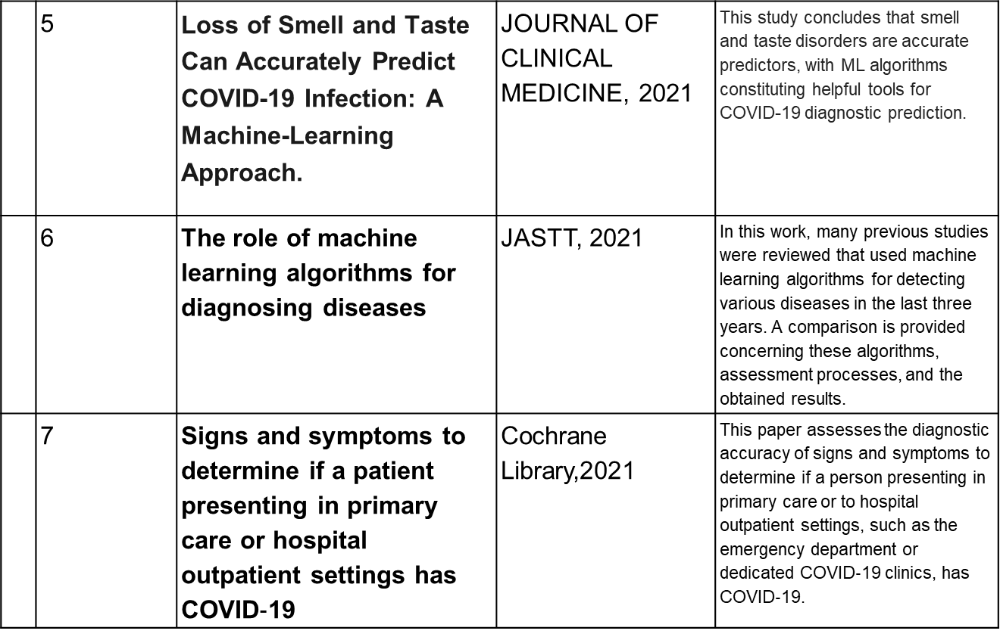 5
Loss of Smell and Taste
Can Accurately Predict
COVID-19 Infection: A
Machine-Learning
Approach.
JOURNAL OF
CLINICAL
MEDICINE, 2021
This study concludes that smell
and taste disorders are accurate
predictors, with ML algorithms
constituting helpful tools for
COVID-19 diagnostic prediction.
6
The role of machine
learning algorithms for
diagnosing diseases
JASTT, 2021
In this work, many previous studies
were reviewed that used machine
learning algorithms for detecting
various diseases in the last three
years. A comparison is provided
concerning these algorithms,
assessment processes, and the
obtained results.
7
Signs and symptoms to
determine if a patient
presenting in primary
care or hospital
outpatient settings has
COVID-19
Cochrane
Library,2021
This paper assesses the diagnostic
accuracy of signs and symptoms to
determine if a person presenting in
primary care or to hospital
outpatient settings, such as the
emergency department or
dedicated COVID-19 clinics, has
COVID-19.